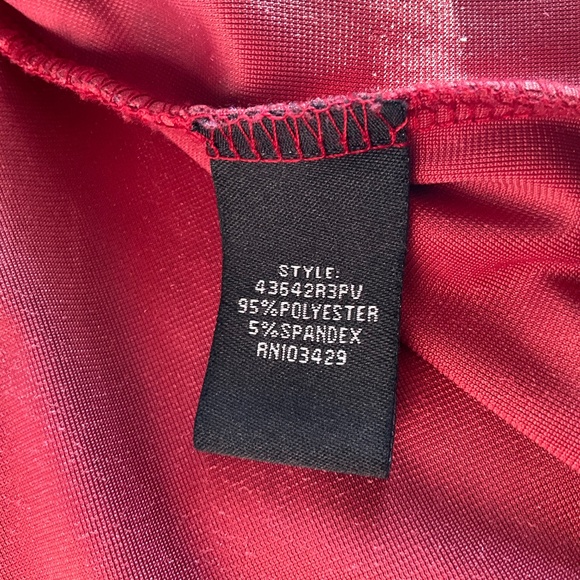 STYLE:
43642R3PV
95%POLYESTER
5%SPANDEX
RN103429